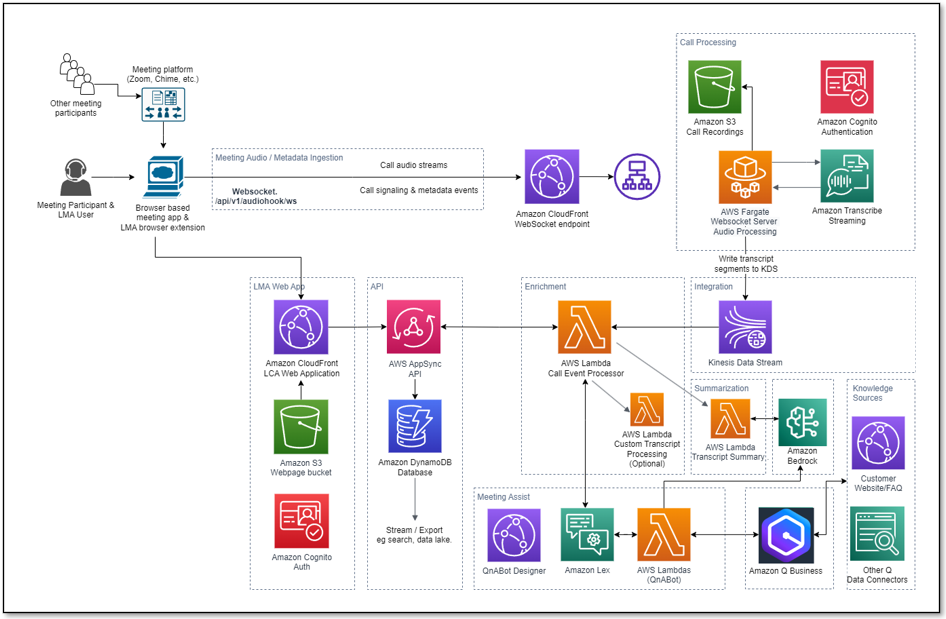 Other meeting
participants
Meeting platform
(Zoom, Chime, etc.)
Meeting Participant &
LMA User
Browser based
meeting app &
LMA browser extension
Meeting Audio / Metadata Ingestion
Call audio streams
Websocket.
/api/v1/audiohook/ws
Call signaling & metadata events
Amazon CloudFront
WebSocket endpoint
Call Processing
Amazon S3
Call Recordings
Amazon Cognito
Authentication
AWS Fargate
Websocket Server
Audio Processing
Amazon Transcribe
Streaming
Write transcript
segments to KDS
LMA Web App
Amazon CloudFront
LCA Web Application
Amazon S3
Webpage bucket
Amazon Cognito
Auth
API
AWS AppSync
API
Amazon DynamoDB
Database
Stream / Export
eg search, data lake.
Enrichment
AWS Lambda
Call Event Processor
AWS Lambda
Custom Transcript
Processing
(Optional)
Integration
Kinesis Data Stream
Summarization
AWS Lambda
Transcript Summary
Amazon
Bedrock
Knowledge
Sources
Customer
Website/FAQ
Other Q
Data Connectors
Meeting Assist
QnABot Designer
Amazon Lex
AWS Lambdas
(QnABot)
Amazon Q Business